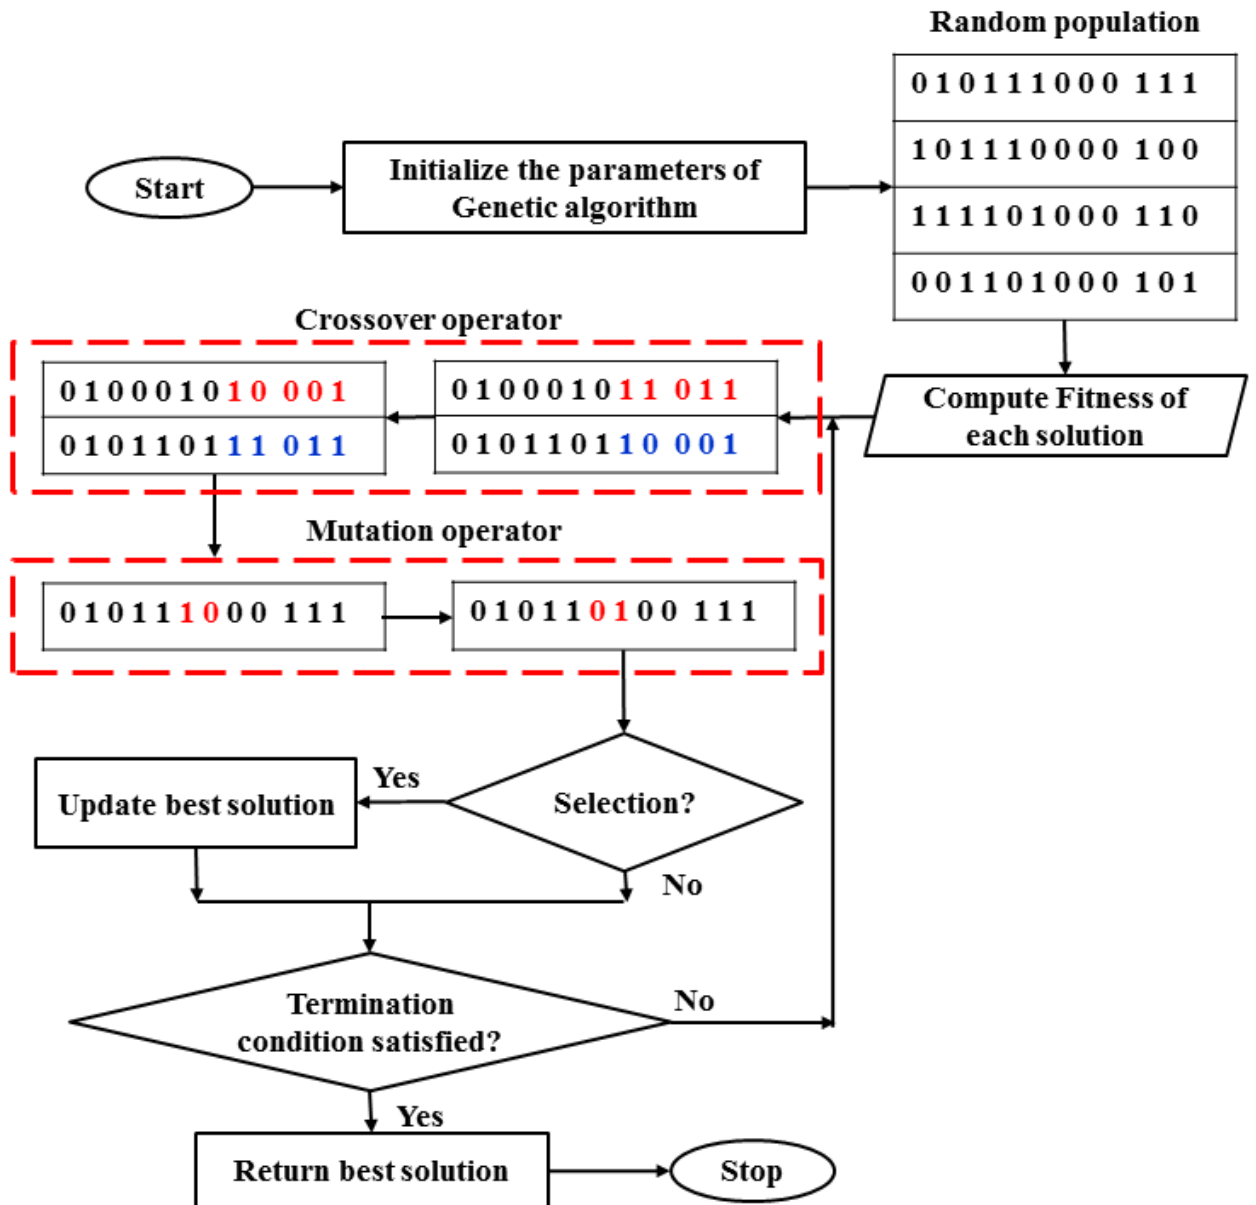 Random population
0 1 0 1 1 1 0 0 0 1 1 1
1 0 1 1 1 0 0 0 0 1 0 0
1 1 1 1 0 1 0 0 0 1 1 0
0 0 1 1 0 1 0 0 0 1 0 1
Start
Initialize the parameters of
Genetic algorithm
Crossover operator
0 1 0 0 0 1 0 1 0 0 0 1
0 1 0 1 1 0 1 1 1 0 1 1
0 1 0 0 0 1 0 1 1 0 1 1
0 1 0 1 1 0 1 1 0 0 0 1
Compute Fitness of
each solution
Mutation operator
0 1 0 1 1 1 0 0 0 1 1 1
0 1 0 1 1 0 1 0 0 1 1 1
Selection?
Yes
Update best solution
No
Termination
condition satisfied?
No
Yes
Return best solution
Stop